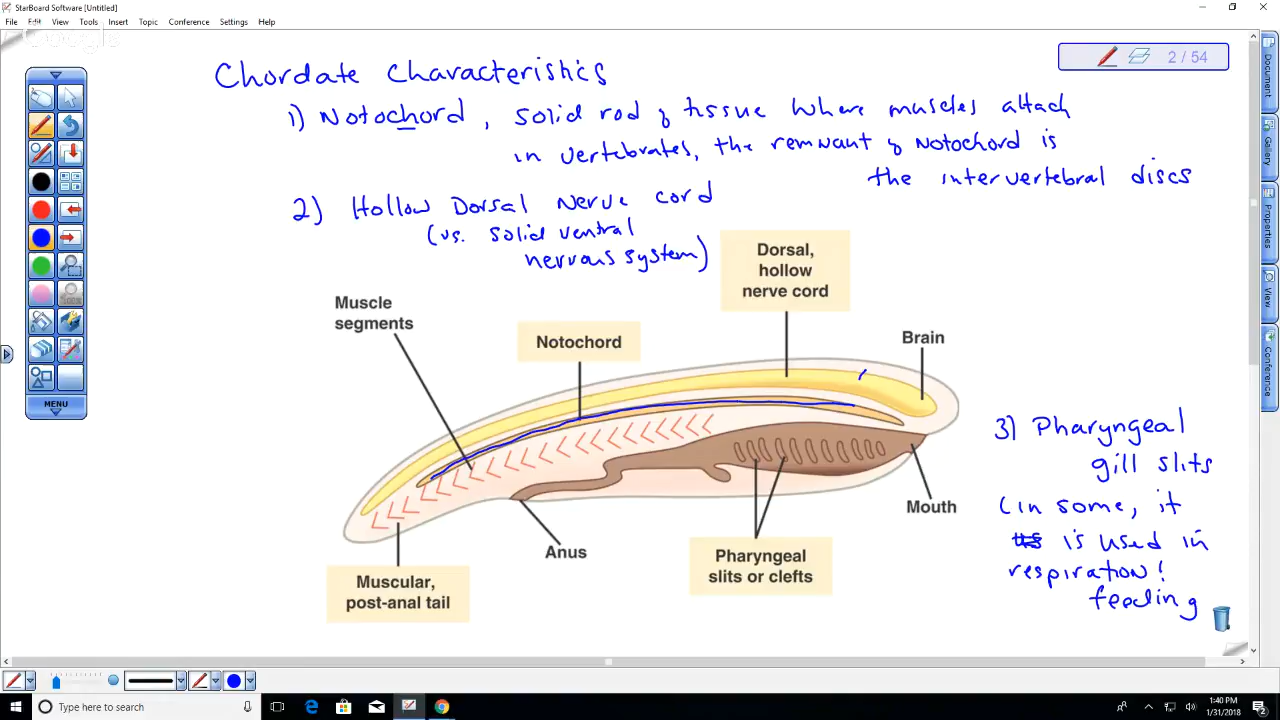 StarBoard Software [Untitled]
File Edit View Tools Insert Topic Conference Settings Help
Google
2 / 54
Chordate Characteristics
1) Notochord, solid rod of tissue where muscles attach
in vertebrates, the remnant of Notochord is
the intervertebral discs
2) Hollow Dorsal Nerve cord
(vs. solid ventral
nervous system)
Dorsal,
hollow
nerve cord
Muscle
segments
Notochord
Brain
3) Pharyngeal
gill slits
(in some, it
is used in
respiration!
feeding
Mouth
Anus
Pharyngeal
slits or clefts
Muscular,
post-anal tail
MENU
Document
Gallery
Properties
View
Conference
Type here to search
1:40 PM
1/31/2018
2